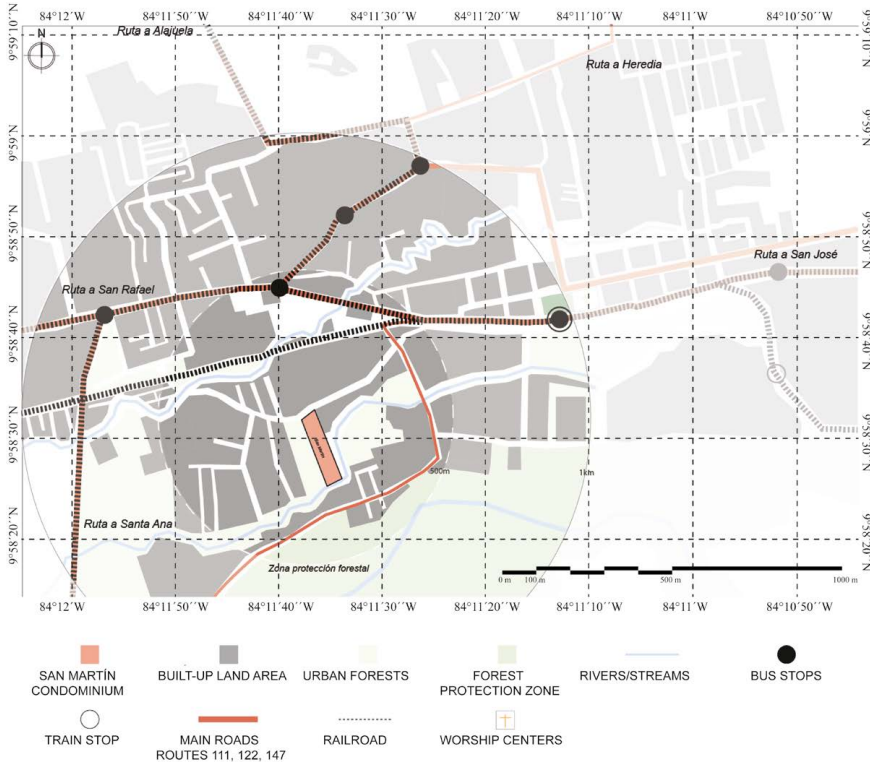 84°12´W 84°11´50´´W 84°11´40´´W 84°11´30´´W 84°11´20´´W 84°11´10´´W 84°11´W 84°10´50´´W
9°59´10´´N
9°59´10´´N
N
Ruta a Alajuela
Ruta a Heredia
9°59´N
9°59´N
9°58´50´´N
9°58´50´´N
Ruta a San José
Ruta a San Rafael
9°58´40´´N
9°58´40´´N
9°58´30´´N
9°58´30´´N
500m
1km
Ruta a Santa Ana
9°58´20´´N
9°58´20´´N
Zona protección forestal
0 m 100 m 500 m 1000 m
84°12´W 84°11´50´´W 84°11´40´´W 84°11´30´´W 84°11´20´´W 84°11´10´´W 84°11´W 84°10´50´´W
SAN MARTÍN
CONDOMINIUM
BUILT-UP LAND AREA
URBAN FORESTS
FOREST
PROTECTION ZONE
RIVERS/STREAMS
BUS STOPS
TRAIN STOP
MAIN ROADS
ROUTES 111, 122, 147
RAILROAD
WORSHIP CENTERS